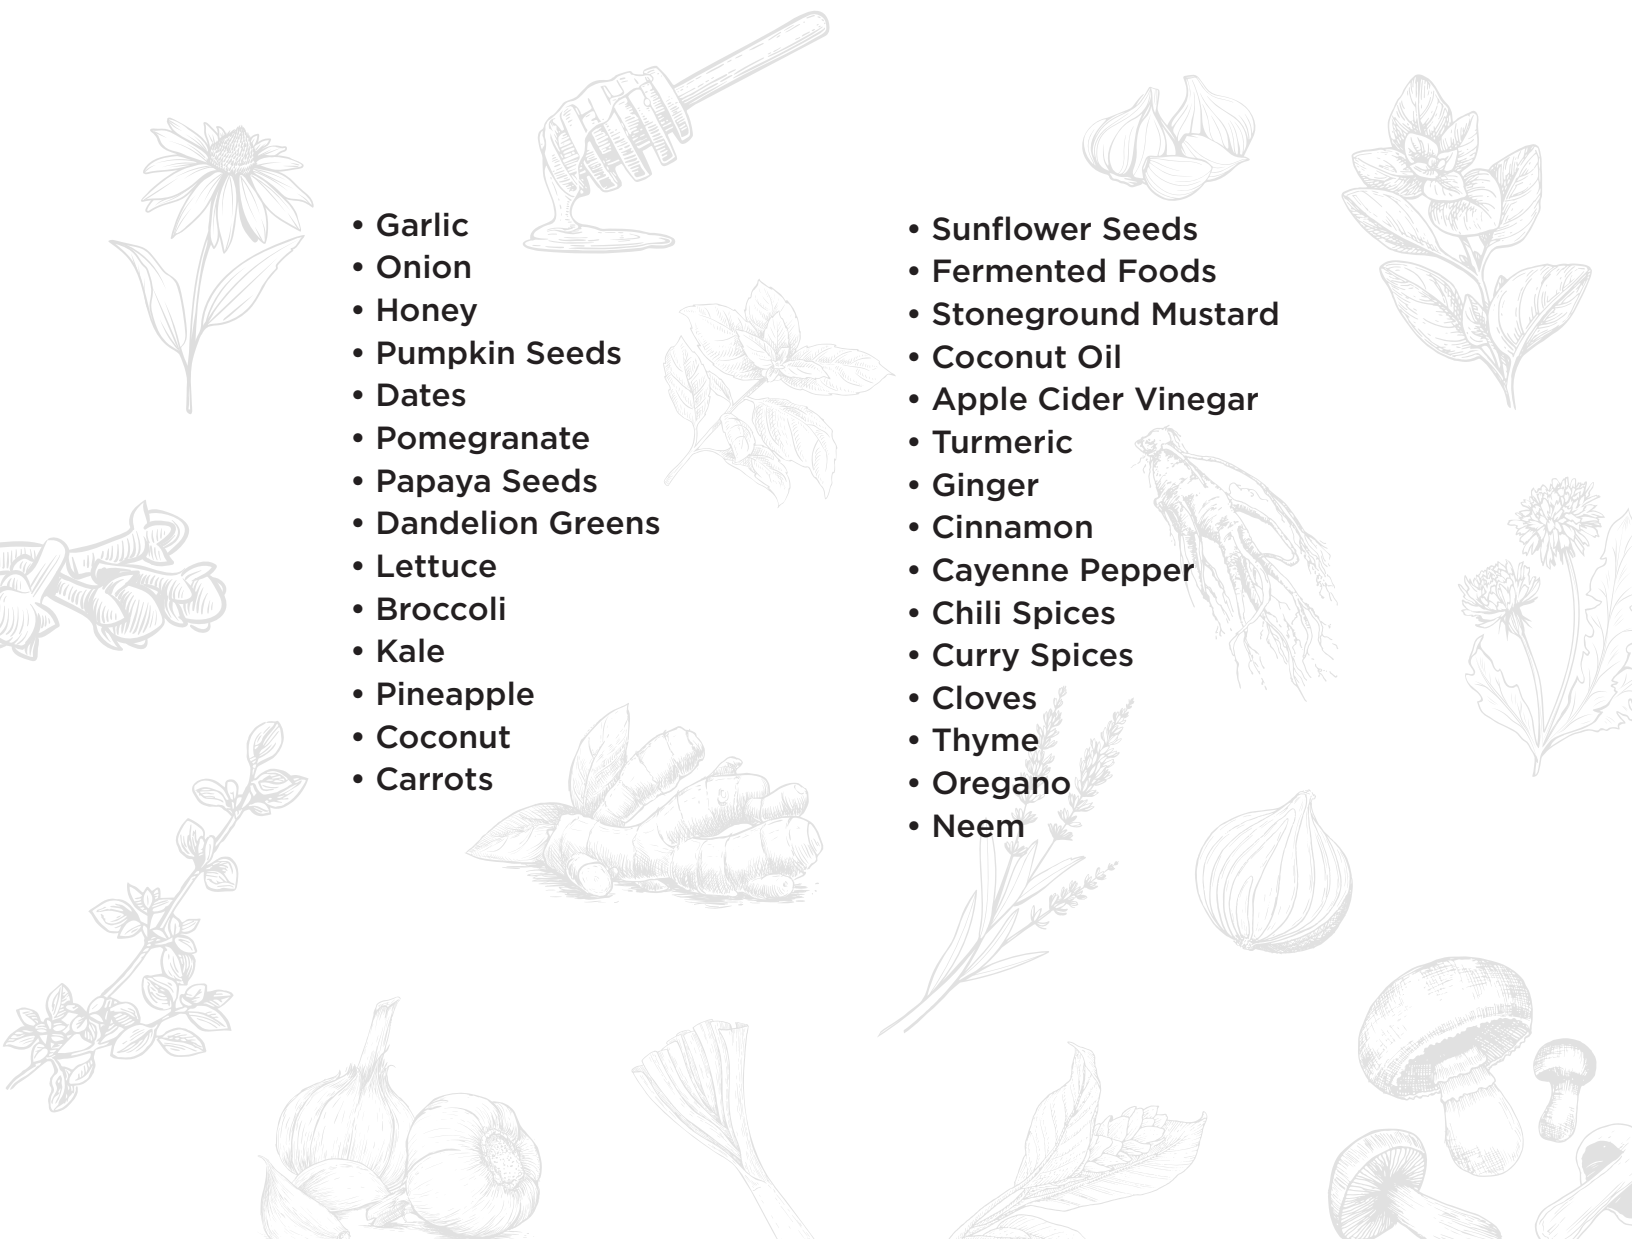 • Garlic
• Onion
• Honey
• Pumpkin Seeds
• Dates
• Pomegranate
• Papaya Seeds
• Dandelion Greens
• Lettuce
• Broccoli
• Kale
• Pineapple
• Coconut
• Carrots
• Sunflower Seeds
• Fermented Foods
• Stoneground Mustard
• Coconut Oil
• Apple Cider Vinegar
• Turmeric
• Ginger
• Cinnamon
• Cayenne Pepper
• Chili Spices
• Curry Spices
• Cloves
• Thyme
• Oregano
• Neem